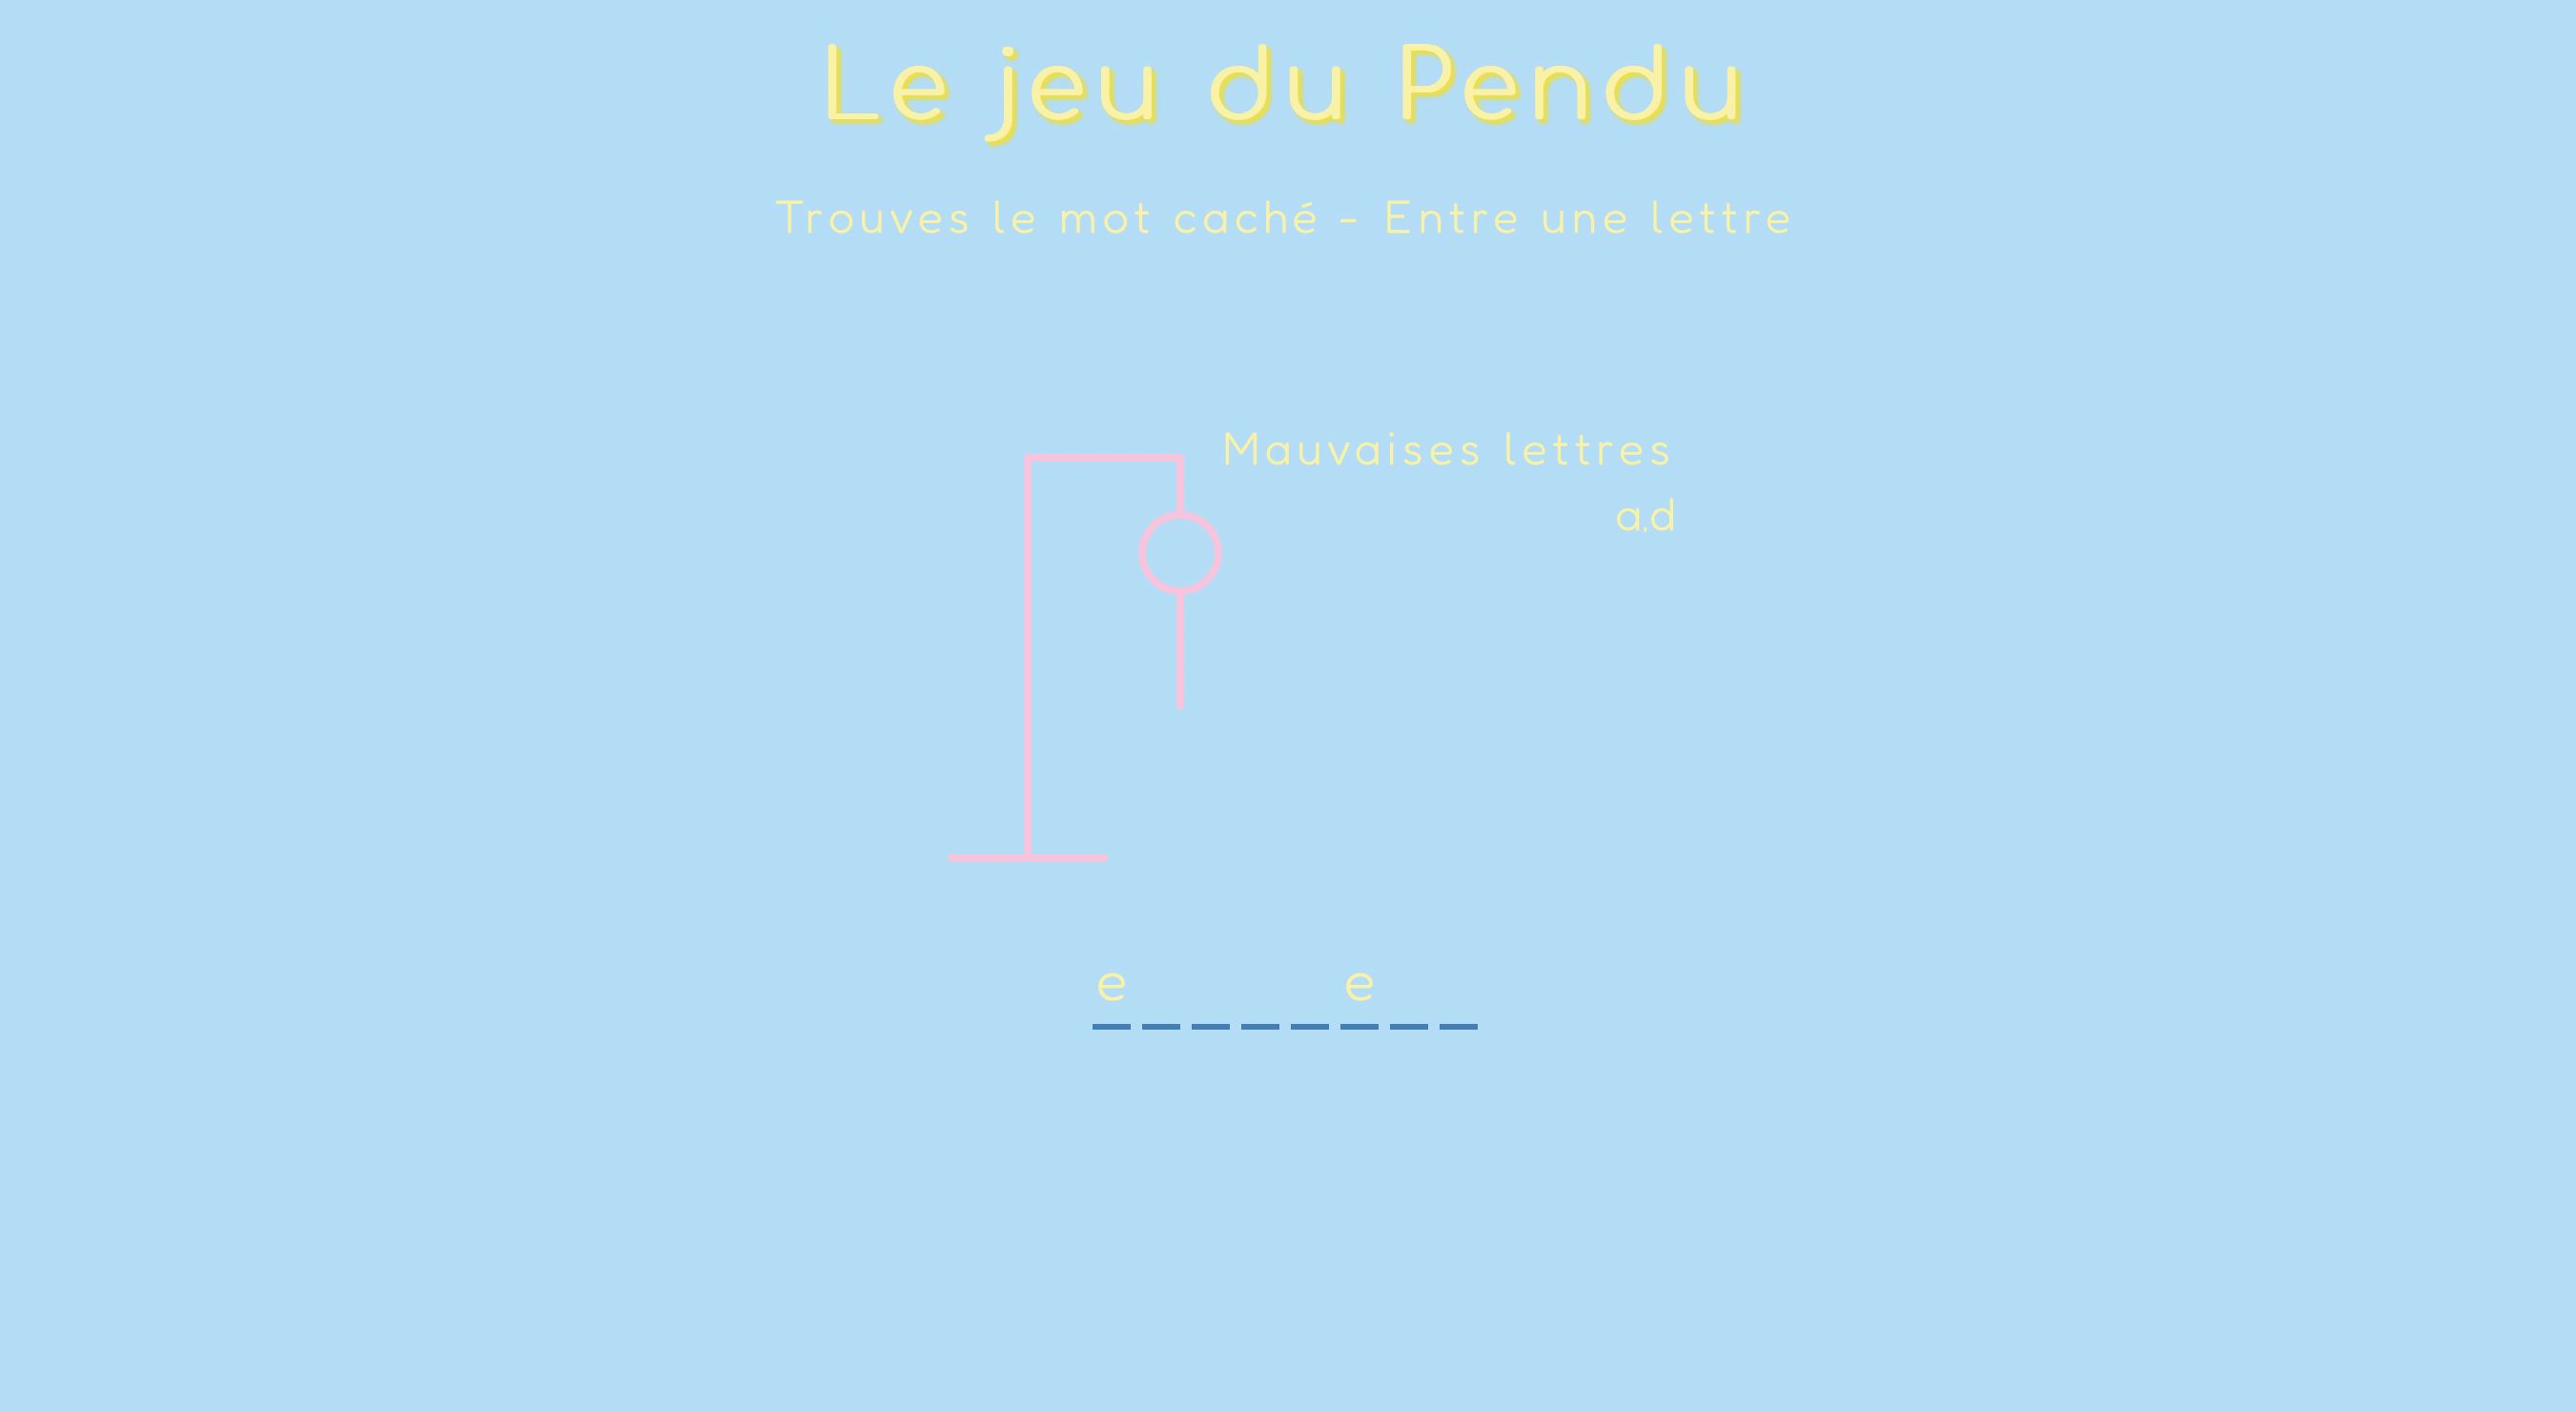 Le jeu du Pendu
Trouves le mot caché - Entre une lettre
Mauvaises lettres
a,d
e e